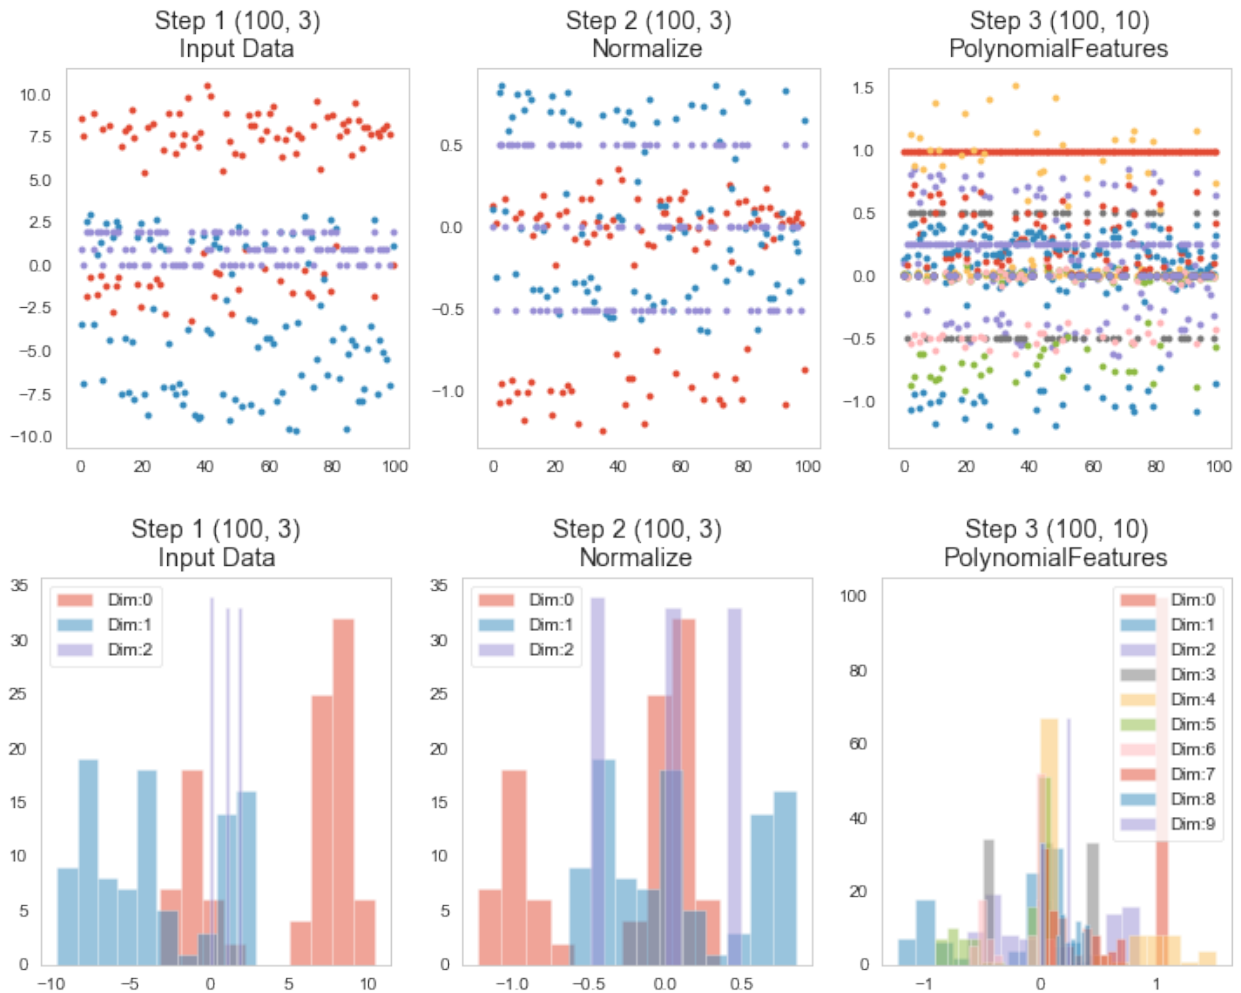 Step 1 (100, 3)
Input Data
Step 2 (100, 3)
Normalize
Step 3 (100, 10)
PolynomialFeatures
10.0
7.5
5.0
2.5
0.0
−2.5
−5.0
−7.5
−10.0
0 20 40 60 80 100
0.5
0.0
−0.5
−1.0
0 20 40 60 80 100
1.5
1.0
0.5
0.0
−0.5
−1.0
0 20 40 60 80 100
Step 1 (100, 3)
Input Data
Step 2 (100, 3)
Normalize
Step 3 (100, 10)
PolynomialFeatures
35
30
25
20
15
10
5
0
Dim:0
Dim:1
Dim:2
−10 −5 0 5 10
35
30
25
20
15
10
5
0
Dim:0
Dim:1
Dim:2
−1.0 −0.5 0.0 0.5
100
80
60
40
20
0
Dim:0
Dim:1
Dim:2
Dim:3
Dim:4
Dim:5
Dim:6
Dim:7
Dim:8
Dim:9
−1 0 1